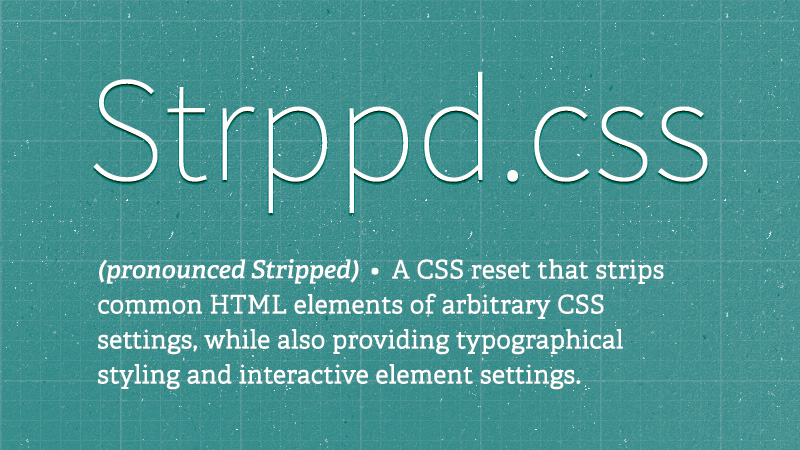 Strppd.css
(pronounced Stripped) • A CSS reset that strips
common HTML elements of arbitrary CSS
settings, while also providing typographical
styling and interactive element settings.